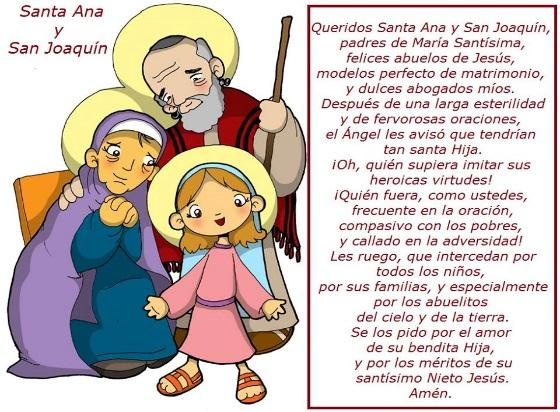 Santa Ana
y
San Joaquín
Queridos Santa Ana y San Joaquín,
padres de María Santísima,
felices abuelos de Jesús,
modelos perfecto de matrimonio,
y dulces abogados míos.
Después de una larga esterilidad
y de fervorosas oraciones,
el Ángel les avisó que tendrían
tan santa Hija.
¡Oh, quién supiera imitar sus
heroicas virtudes!
¡Quién fuera, como ustedes,
frecuente en la oración,
compasivo con los pobres,
y callado en la adversidad!
Les ruego, que intercedan por
todos los niños,
por sus familias, y especialmente
por los abuelitos
del cielo y de la tierra.
Se los pido por el amor
de su bendita Hija,
y por los méritos de su
santísimo Nieto Jesús.
Amén.